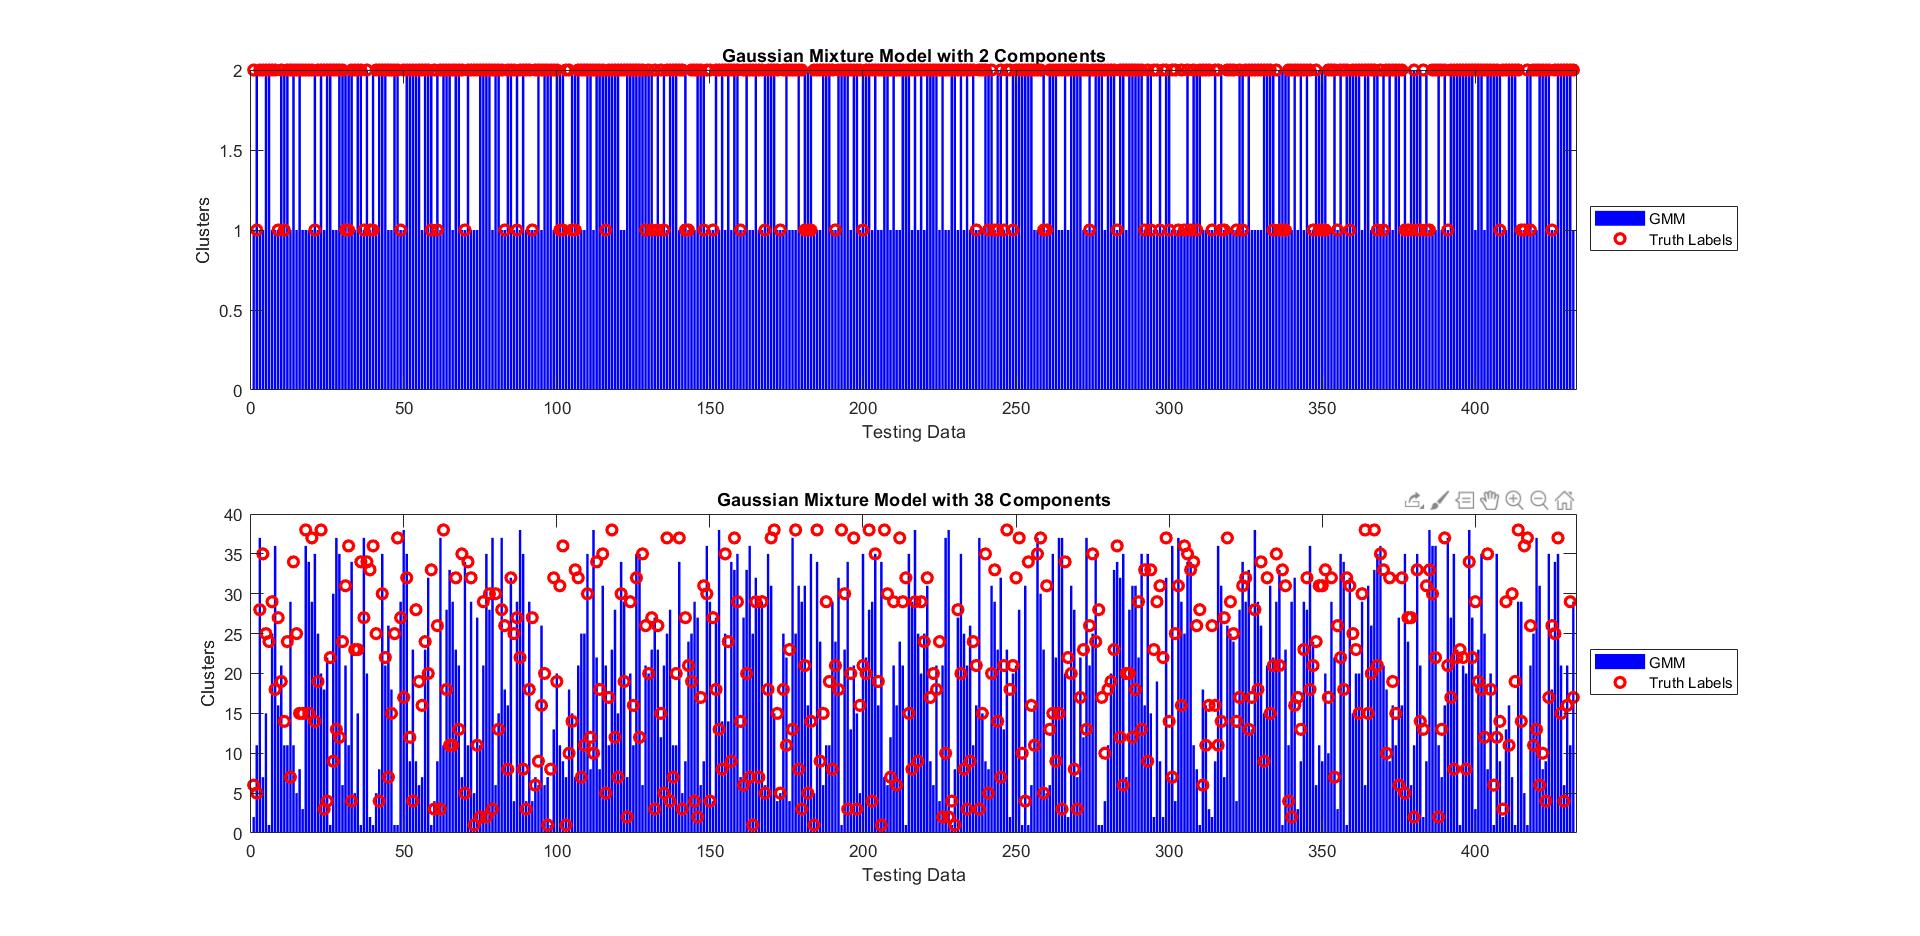 Gaussian Mixture Model with 2 Components
2
1.5
1
0.5
0
Clusters
0 50 100 150 200 250 300 350 400
Testing Data
GMM
Truth Labels
Gaussian Mixture Model with 38 Components
40
35
30
25
20
15
10
5
0
Clusters
0 50 100 150 200 250 300 350 400
Testing Data
GMM
Truth Labels